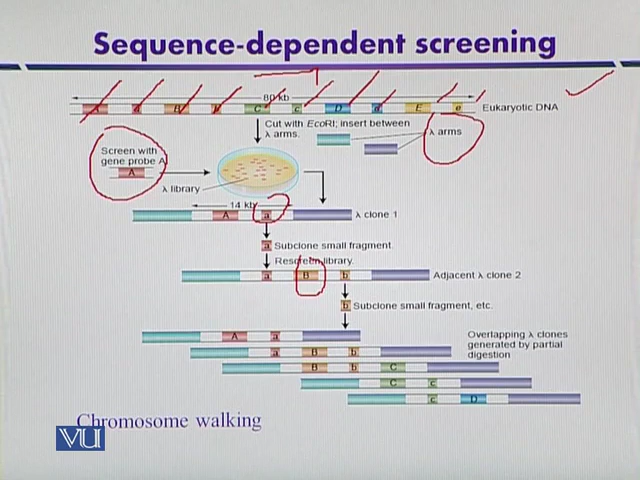 Sequence-dependent screening
80 kb
A a B b C c D d E e Eukaryotic DNA
Cut with EcoRI; insert between
λ arms.
λ arms
Screen with
gene probe A
A
λ library
14 kb
A a λ clone 1
a Subclone small fragment.
Rescreen library.
a B b Adjacent λ clone 2
b Subclone small fragment, etc.
Overlapping λ clones
generated by partial
digestion
A a
a B b
B b C
C c
c D
Chromosome walking
VU